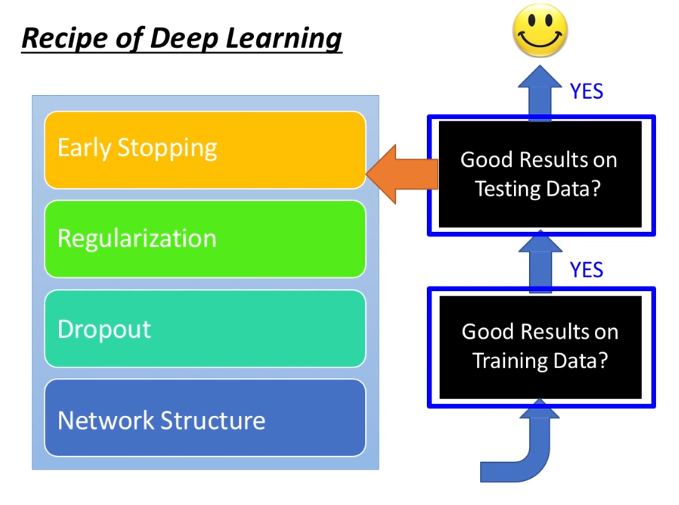 Recipe of Deep Learning
YES
Early Stopping
Good Results on
Testing Data?
Regularization
YES
Dropout
Good Results on
Training Data?
Network Structure